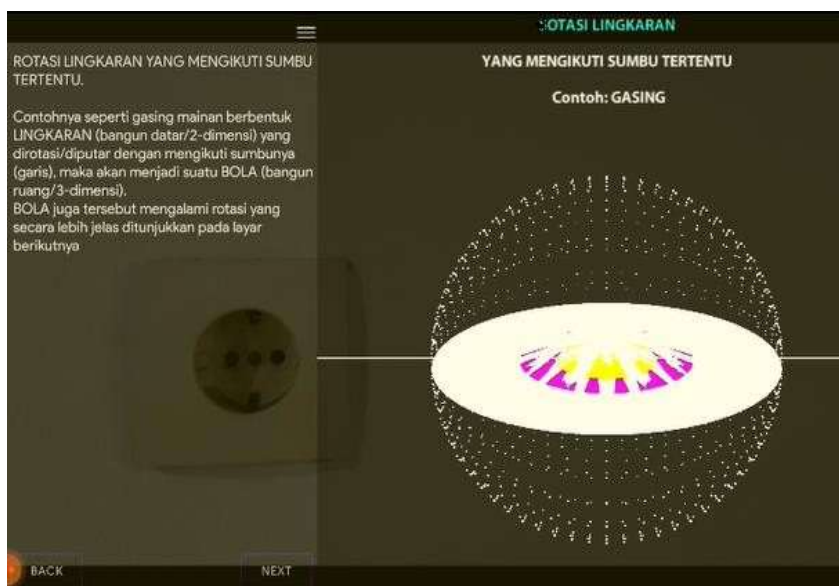 ROTASI LINGKARAN YANG MENGIKUTI SUMBU
TERTENTU.
Contohnya seperti gasing mainan berbentuk
LINGKARAN (bangun datar/2-dimensi) yang
dirotasi/diputar dengan mengikuti sumbunya
(garis), maka akan menjadi suatu BOLA (bangun
ruang/3-dimensi).
BOLA juga tersebut mengalami rotasi yang
secara lebih jelas ditunjukkan pada layar
berikutnya
BACK
NEXT
ROTASI LINGKARAN
YANG MENGIKUTI SUMBU TERTENTU
Contoh: GASING